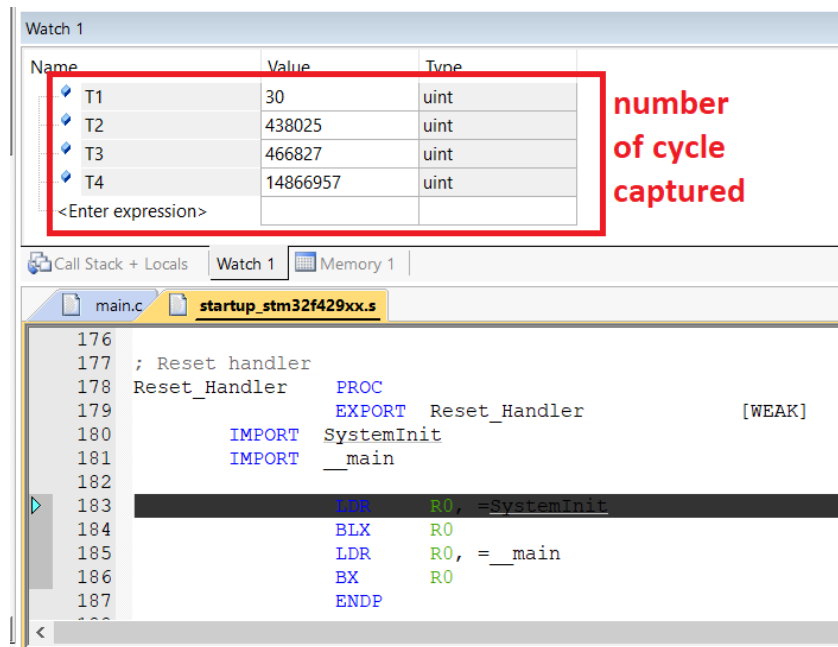 Watch 1
Name Value Type
T1 30 uint
T2 438025 uint
T3 466827 uint
T4 14866957 uint
<Enter expression>
number
of cycle
captured
Call Stack + Locals Watch 1 Memory 1
main.c startup_stm32f429xx.s
176
177 ; Reset handler
178 Reset_Handler PROC
179 EXPORT Reset_Handler [WEAK]
180 IMPORT SystemInit
181 IMPORT __main
182
183 LDR R0, =SystemInit
184 BLX R0
185 LDR R0, =__main
186 BX R0
187 ENDP